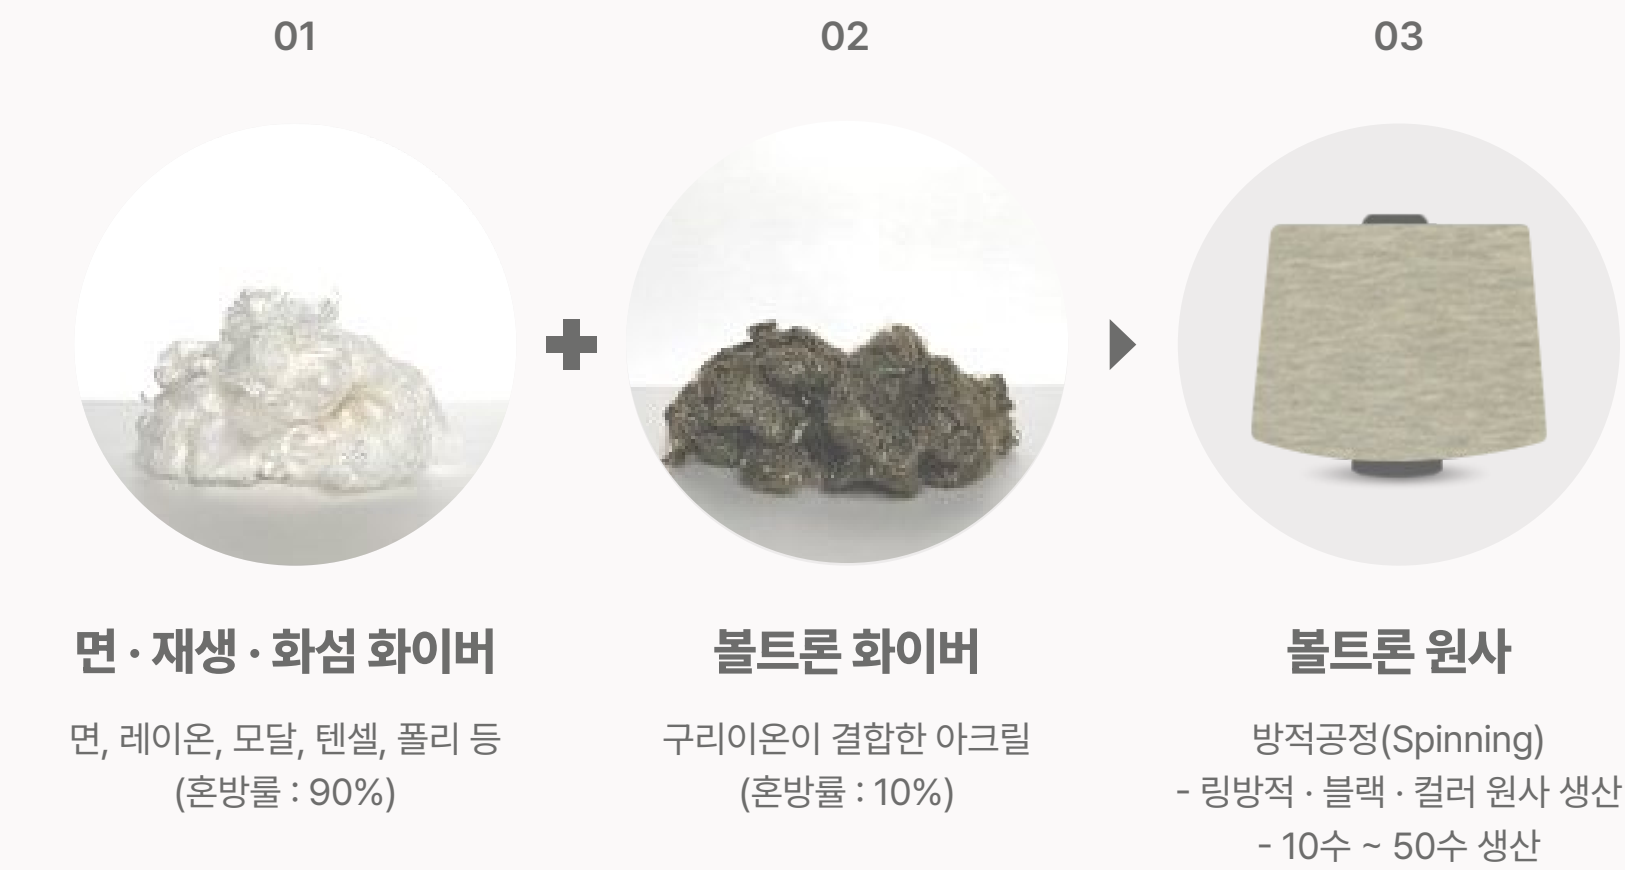 01
02
03
면 · 재생 · 화섬 화이버
볼트론 화이버
볼트론 원사
면, 레이온, 모달, 텐셀, 폴리 등
(혼방룰 : 90%)
구리이온이 결합한 아크릴
(혼방률 : 10%)
방적공정(Spinning)
- 링방적 · 블랙 · 컬러 원사 생산
- 10수 ~ 50수 생산